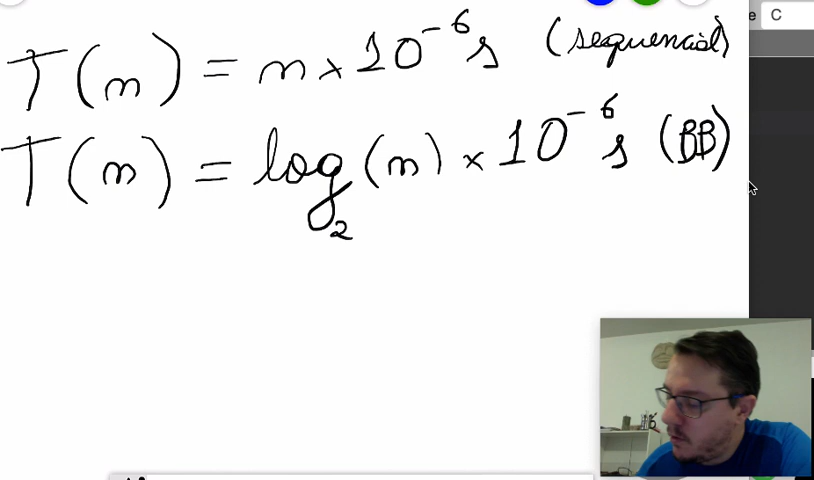 T(n) = n × 10⁻⁶ s (sequencial)
T(n) = log₂(n) × 10⁻⁶ s (BB)
e C